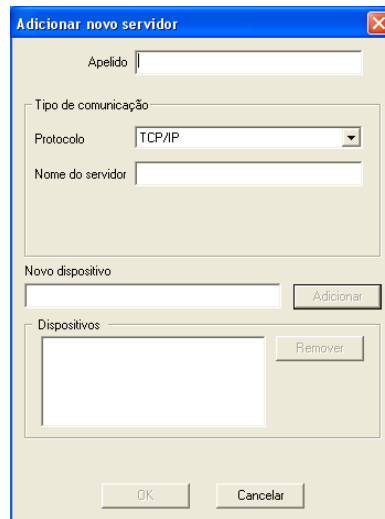 Adicionar novo servidor
Apelido
Tipo de comunicação
Protocolo TCP/IP
Nome do servidor
Novo dispositivo
Adicionar
Dispositivos
Remover
OK Cancelar